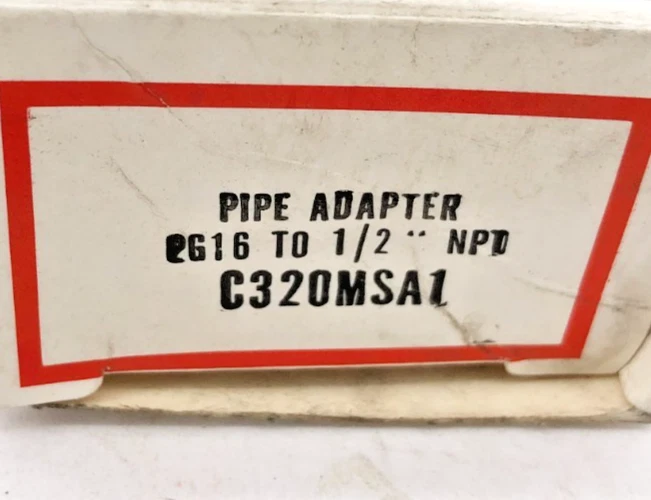 PIPE ADAPTER
PG16 TO 1/2" NPT
C320MSA1